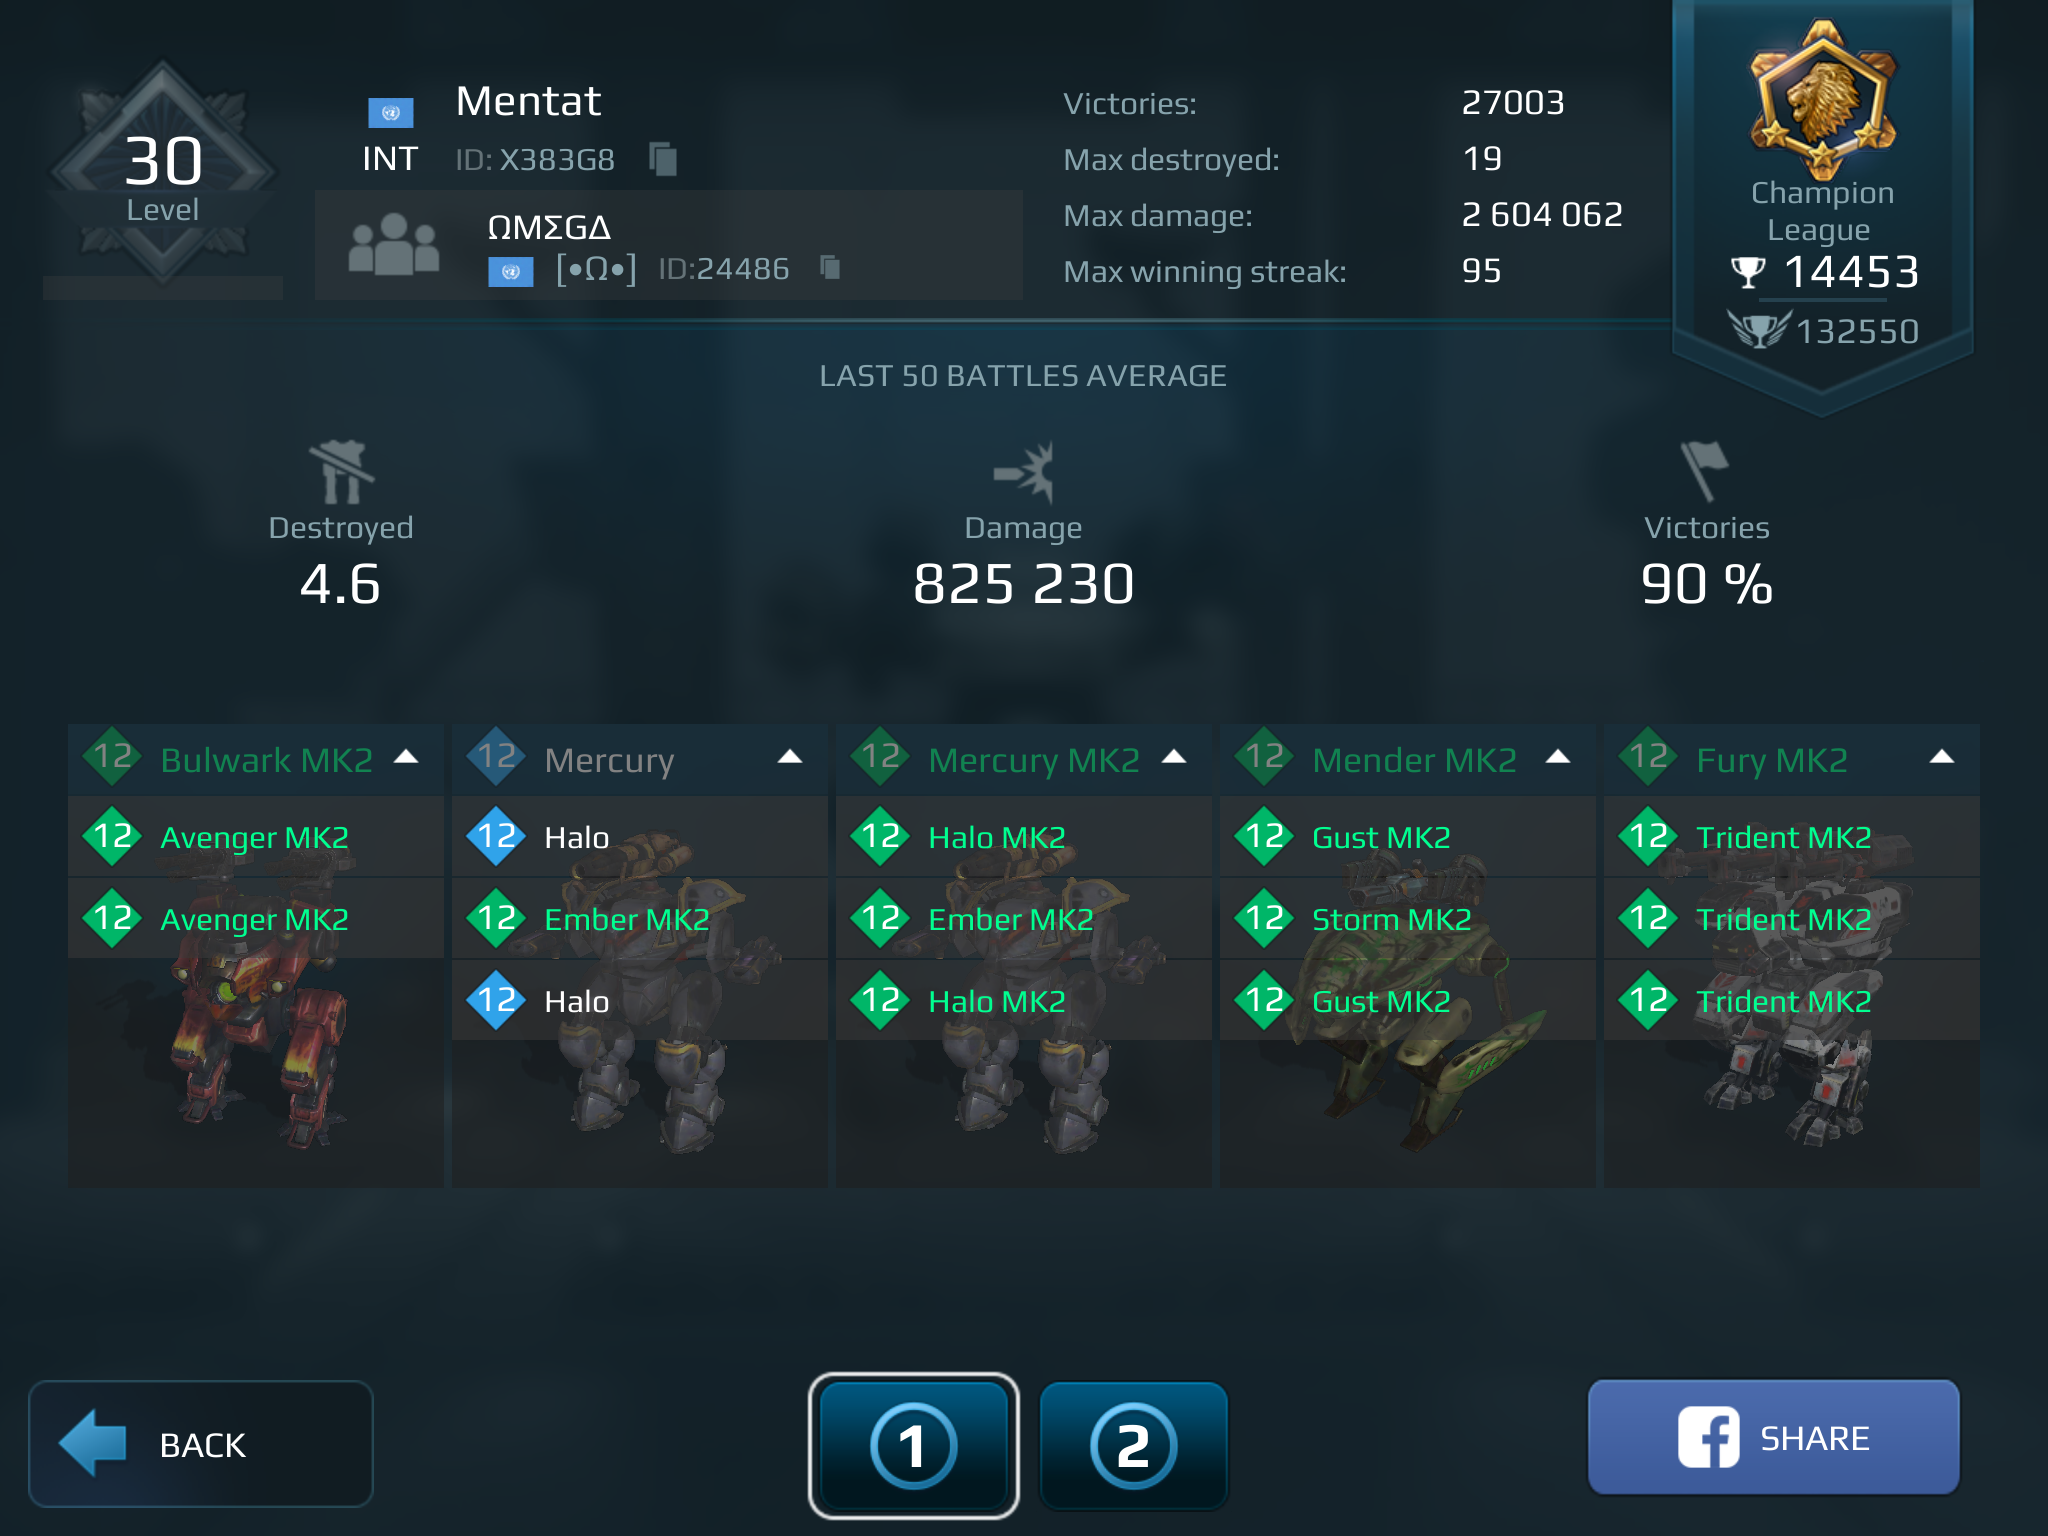 30
Level
INT
Mentat
ID: X383G8
ΩMΣGΔ
[•Ω•] ID:24486
Victories: 27003
Max destroyed: 19
Max damage: 2 604 062
Max winning streak: 95
Champion
League
14453
132550
LAST 50 BATTLES AVERAGE
Destroyed
4.6
Damage
825 230
Victories
90 %
12 Bulwark MK2
12 Avenger MK2
12 Avenger MK2
12 Mercury
12 Halo
12 Ember MK2
12 Halo
12 Mercury MK2
12 Halo MK2
12 Ember MK2
12 Halo MK2
12 Mender MK2
12 Gust MK2
12 Storm MK2
12 Gust MK2
12 Fury MK2
12 Trident MK2
12 Trident MK2
12 Trident MK2
BACK
1
2
SHARE